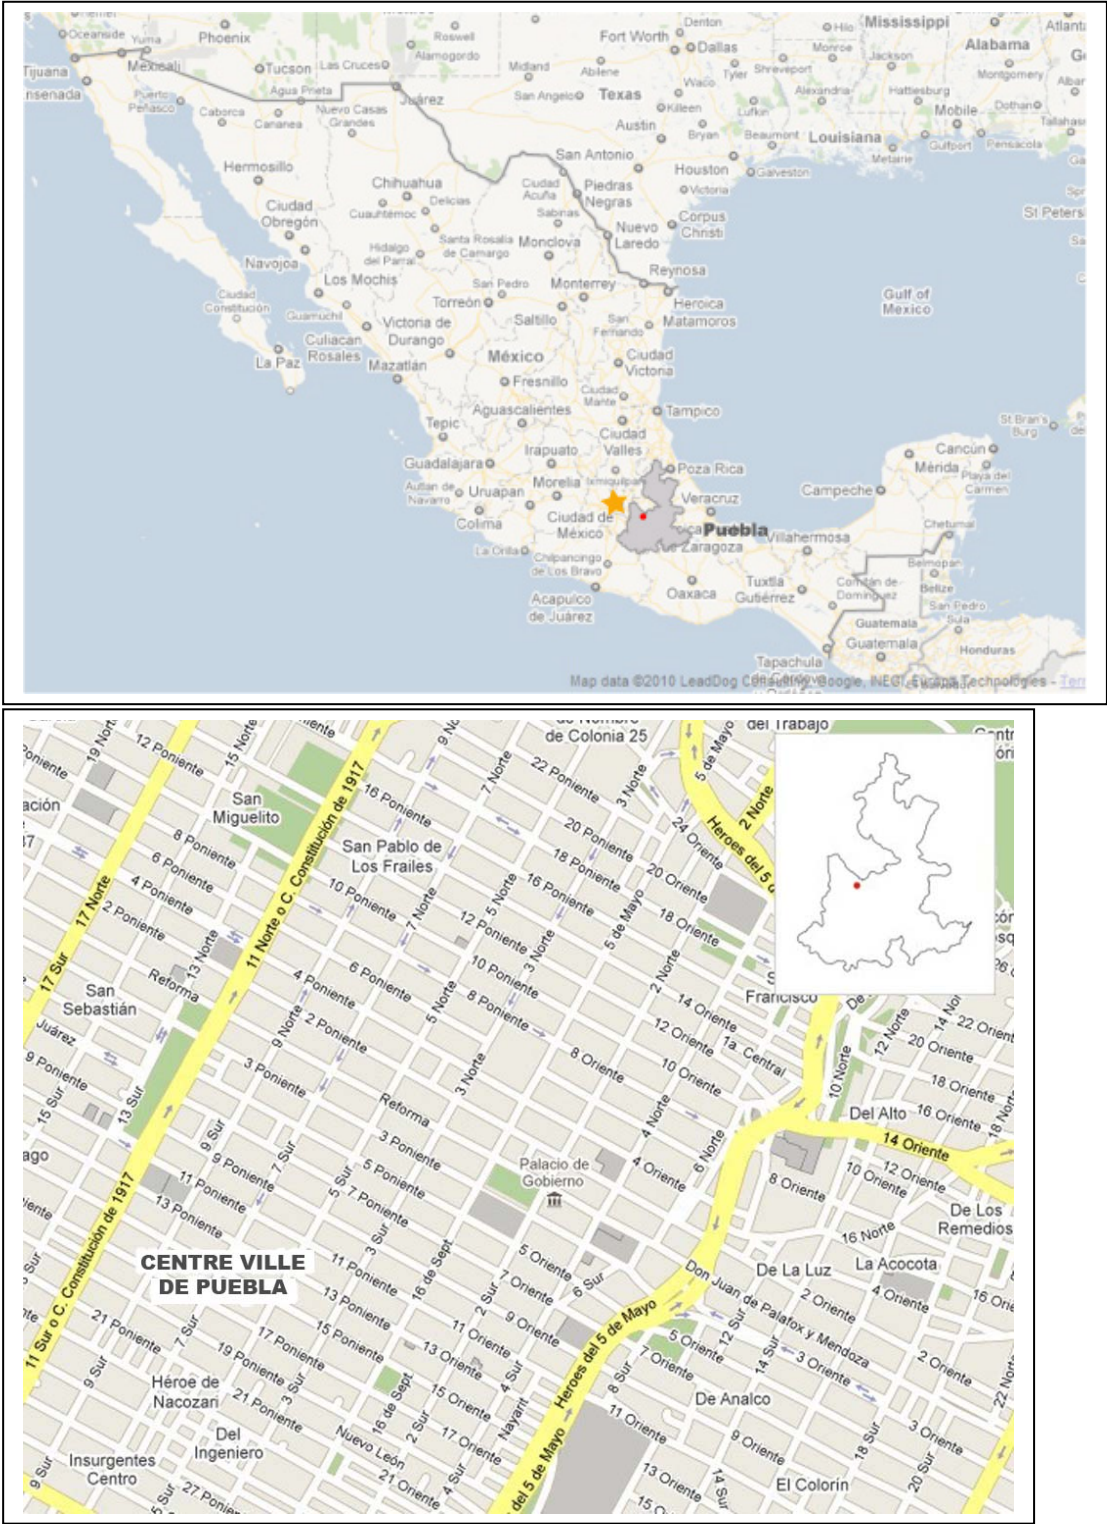 Oceanside
Yuma
Phoenix
Tijuana
Mexicali
Tucson
Las Cruces
Roswell
Alamogordo
Midland
San Angelo
Abilene
Fort Worth
Denton
Dallas
Waco
Tyler
Shreveport
Monroe
Hilo
Mississippi
Jackson
Alabama
Montgomery
Texas
Killeen
Austin
Bryan
Lufkin
Alexandria
Hattiesburg
Mobile
Dothan
Beaumont
Louisiana
Metairie
Gulfport
Pensacola
Puerto
Peñasco
Caborca
Agua Prieta
Cananea
Nuevo Casas
Grandes
Juárez
San Antonio
Houston
Galveston
Victoria
Hermosillo
Chihuahua
Ciudad
Acuña
Piedras
Negras
Ciudad
Obregón
Cuauhtémoc
Delicias
Sabinas
Nuevo
Laredo
Corpus
Christi
Navojoa
Hidalgo
del Parral
Santa Rosalia
de Camargo
Monclova
Reynosa
Los Mochis
San Pedro
Monterrey
Heroica
Matamoros
Gulf of
Mexico
Ciudad
Constitución
Guamuchil
Torreón
Saltillo
San
Fernando
Culiacan
Rosales
Victoria de
Durango
México
Ciudad
Victoria
La Paz
Mazatlán
Fresnillo
Ciudad
Mante
Aguascalientes
Tampico
Tepic
Ciudad
Valles
Guadalajara
Irapuato
Poza Rica
Autlan de
Navarro
Uruapan
Morelia
Ixmiquilpan
Veracruz
Colima
Ciudad de
México
Puebla
de Zaragoza
La Orilla
Chilpancingo
de Los Bravo
Acapulco
de Juárez
Oaxaca
Tuxtla
Gutiérrez
Villahermosa
Campeche
Mérida
Cancún
Playa del
Carmen
Chetumal
Belmopan
Belize
Comitán de
Dominguez
San Pedro
Sula
Guatemala
Guatemala
Honduras
Tapachula
St Bran's
Burg
Map data ©2010 LeadDog Consulting, Google, INEGI, Europa Technologies -
de Colonia 25
del Trabajo
12 Poniente
15 Norte
7 Norte
22 Poniente
3 Norte
5 de Mayo
2 Norte
San
Miguelito
16 Poniente
20 Poniente
24 Oriente
8 Poniente
San Pablo de
Los Frailes
18 Poniente
20 Oriente
6 Poniente
10 Poniente
16 Poniente
18 Oriente
4 Poniente
2 Poniente
17 Norte
11 Norte o C. Constitución de 1917
7 Norte
5 Norte
12 Poniente
3 Norte
5 de Mayo
17 Sur
13 Norte
6 Poniente
10 Poniente
2 Norte
San
Sebastián
Reforma
4 Poniente
5 Norte
8 Poniente
14 Oriente
Francisco
Juárez
9 Norte
2 Poniente
12 Oriente
1a. Central
10 Norte
12 Norte
22 Orient
20 Oriente
9 Poniente
3 Poniente
3 Norte
8 Oriente
10 Oriente
18 Oriente
15 Sur
13 Sur
Reforma
4 Norte
Del Alto
16 Oriente
9 Sur
3 Poniente
6 Norte
14 Oriente
9 Poniente
7 Sur
5 Poniente
Palacio de
Gobierno
4 Oriente
8 Oriente
10 Oriente
12 Oriente
11 Poniente
5 Sur
7 Poniente
13 Poniente
16 Norte
De Los
Remedios
11 Sur o C. Constitución de 1917
CENTRE VILLE
DE PUEBLA
3 Sur
16 de Sept
5 Oriente
6 Sur
Don Juan de Palafox y Mendoza
De La Luz
La Acocota
11 Poniente
7 Oriente
2 Sur
13 Poniente
9 Oriente
Heroes del 5 de Mayo
2 Oriente
4 Oriente
21 Poniente
7 Sur
17 Poniente
15 Poniente
11 Oriente
5 Oriente
12 Sur
19 Poniente
13 Oriente
4 Sur
7 Oriente
14 Sur
3 Oriente
2 Oriente
9 Sur
Héroe de
Nacozari
3 Sur
16 de Sept
15 Oriente
8 Sur
De Analco
21 Poniente
2 Sur
Nayarit
11 Oriente
3 Oriente
Del
Ingeniero
Nuevo León
17 Oriente
9 Oriente
18 Sur
Insurgentes
Centro
21 Oriente
4 Sur
13 Oriente
14 Sur
El Colorín
20 Sur
9 Sur
27 Poniente
5 Sur
del 5 de Mayo